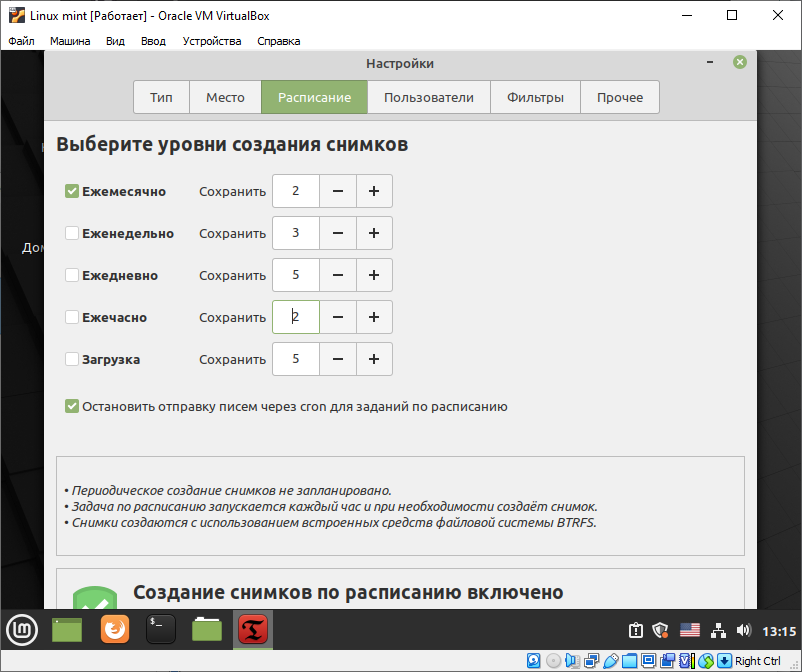 Linux mint [Работает] - Oracle VM VirtualBox
Файл Машина Вид Ввод Устройства Справка
Настройки
Тип Место Расписание Пользователи Фильтры Прочее
Выберите уровни создания снимков
Ежемесячно Сохранить 2 − +
Еженедельно Сохранить 3 − +
Ежедневно Сохранить 5 − +
Ежечасно Сохранить 2 − +
Загрузка Сохранить 5 − +
Остановить отправку писем через cron для заданий по расписанию
• Периодическое создание снимков не запланировано.
• Задача по расписанию запускается каждый час и при необходимости создаёт снимок.
• Снимки создаются с использованием встроенных средств файловой системы BTRFS.
Создание снимков по расписанию включено
13:15
Right Ctrl